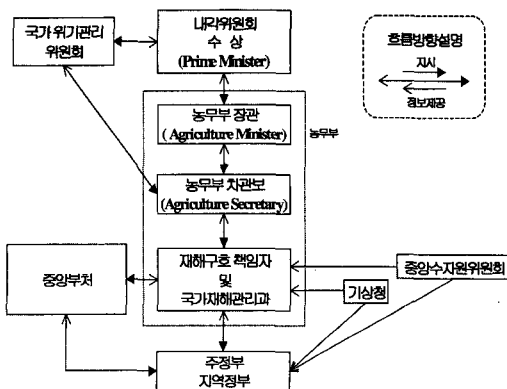 국가 위기관리
위원회
내각위원회
수 상
(Prime Minister)
흐름방향설명
지시
정보제공
농무부 장관
( Agriculture Minister)
농무부
농무부 차관보
(Agriculture Secretary)
중앙부처
재해구호 책임자
및
국가재해관리과
중앙수자원위원회
기상청
주정부
지역정부